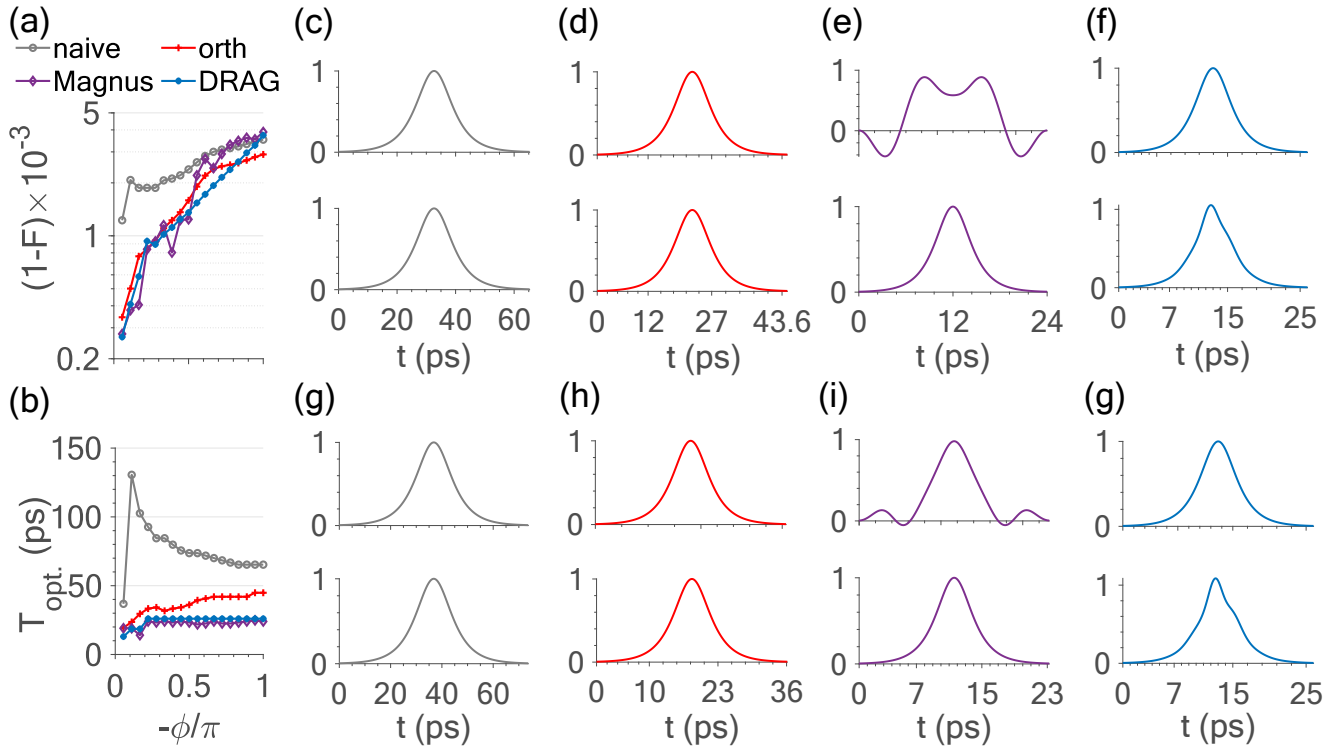 (a)
naive
orth
Magnus
DRAG
(1-F) × 10⁻³
5
1
0.2
(b)
T_opt. (ps)
150
100
50
0
0 0.5 1
-ϕ/π
(c)
1
0
1
0
0 20 40 60
t (ps)
(d)
1
0
1
0
0 12 27 43.6
t (ps)
(e)
1
0
1
0
0 12 24
t (ps)
(f)
1
0
1
0
0 7 15 25
t (ps)
(g)
1
0
1
0
0 20 40 60
t (ps)
(h)
1
0
1
0
0 10 23 36
t (ps)
(i)
1
0
1
0
0 7 15 23
t (ps)
(g)
1
0
1
0
0 7 15 26
t (ps)